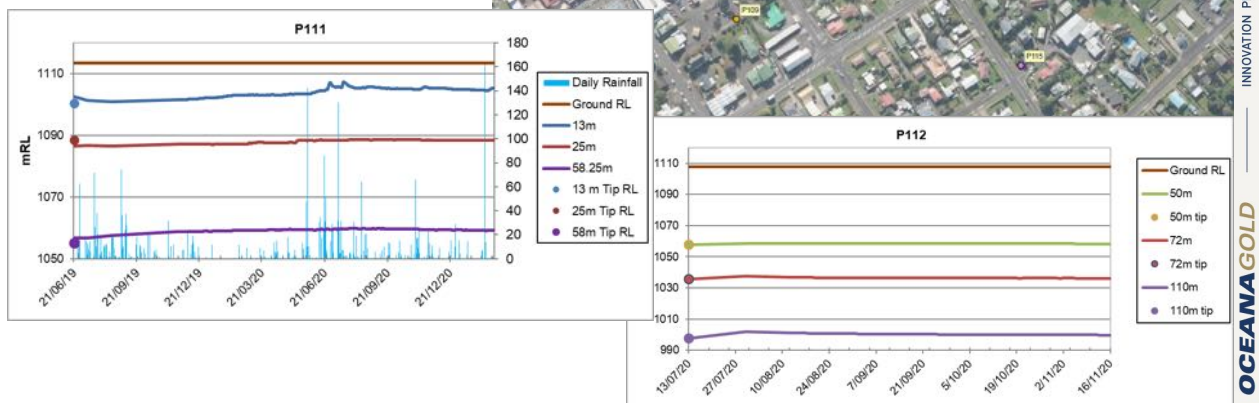 P111
mRL
1110
1090
1070
1050
180
160
140
120
100
80
60
40
20
0
21/06/19
21/09/19
21/12/19
21/03/20
21/06/20
21/09/20
21/12/20
Daily Rainfall
Ground RL
13m
25m
58.25m
13 m Tip RL
25m Tip RL
58m Tip RL
P109
P115
P112
1110
1090
1070
1050
1030
1010
990
13/07/20
27/07/20
10/08/20
24/08/20
7/09/20
21/09/20
5/10/20
19/10/20
2/11/20
16/11/20
Ground RL
50m
50m tip
72m
72m tip
110m
110m tip
INNOVATION
OCEANAGOLD